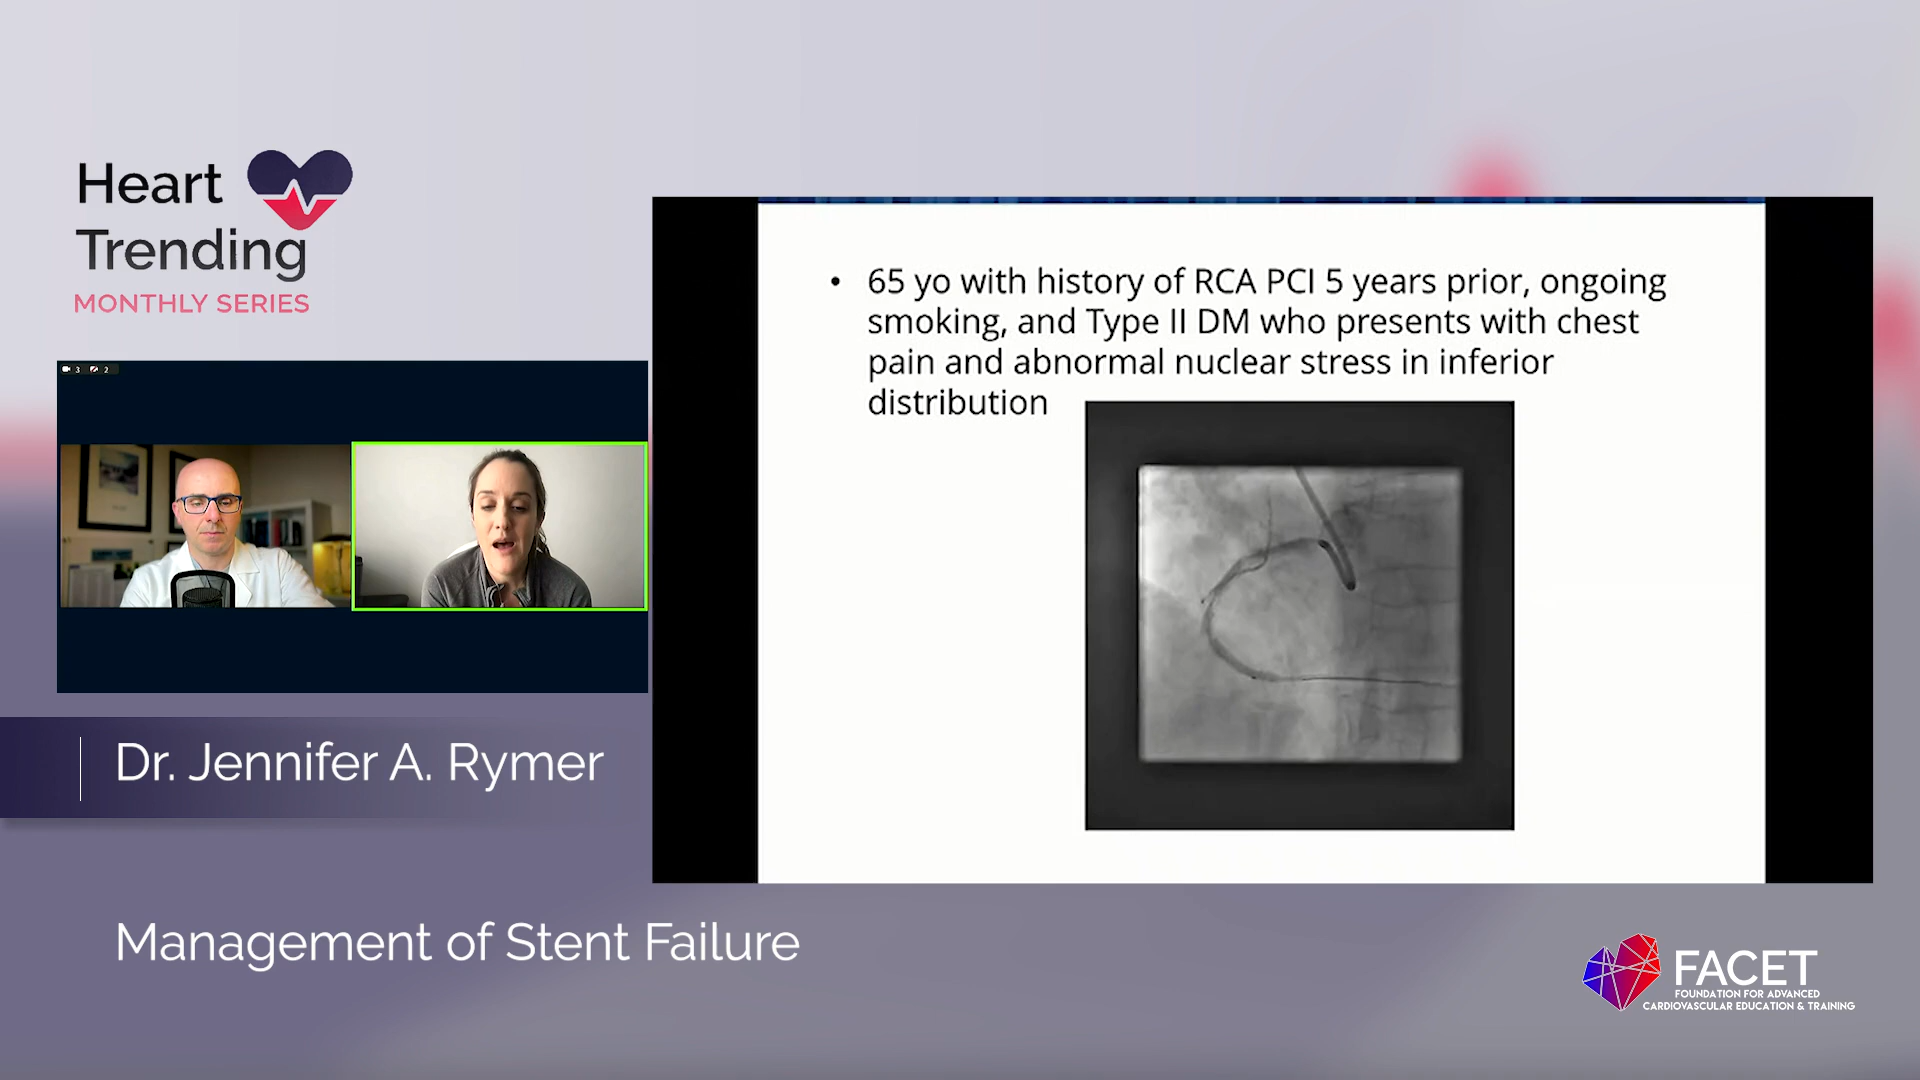 Heart
Trending
MONTHLY SERIES
3 2
• 65 yo with history of RCA PCI 5 years prior, ongoing
smoking, and Type II DM who presents with chest
pain and abnormal nuclear stress in inferior
distribution
Dr. Jennifer A. Rymer
Management of Stent Failure
FACET
FOUNDATION FOR ADVANCED
CARDIOVASCULAR EDUCATION & TRAINING